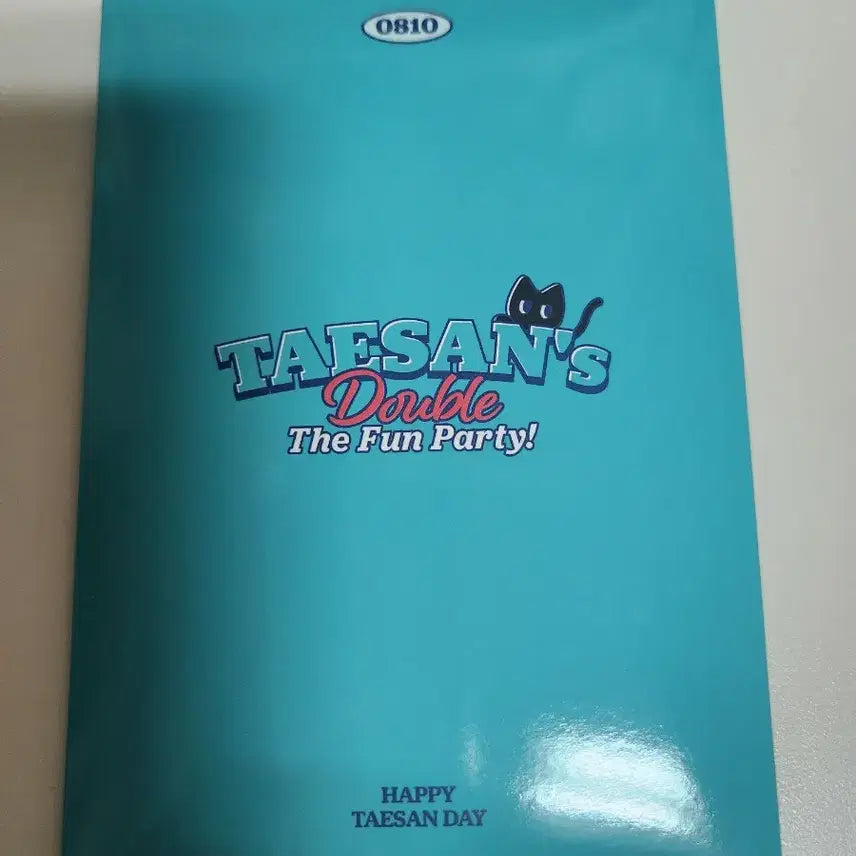 0810
TAESAN's
Double
The Fun Party!
HAPPY
TAESAN DAY